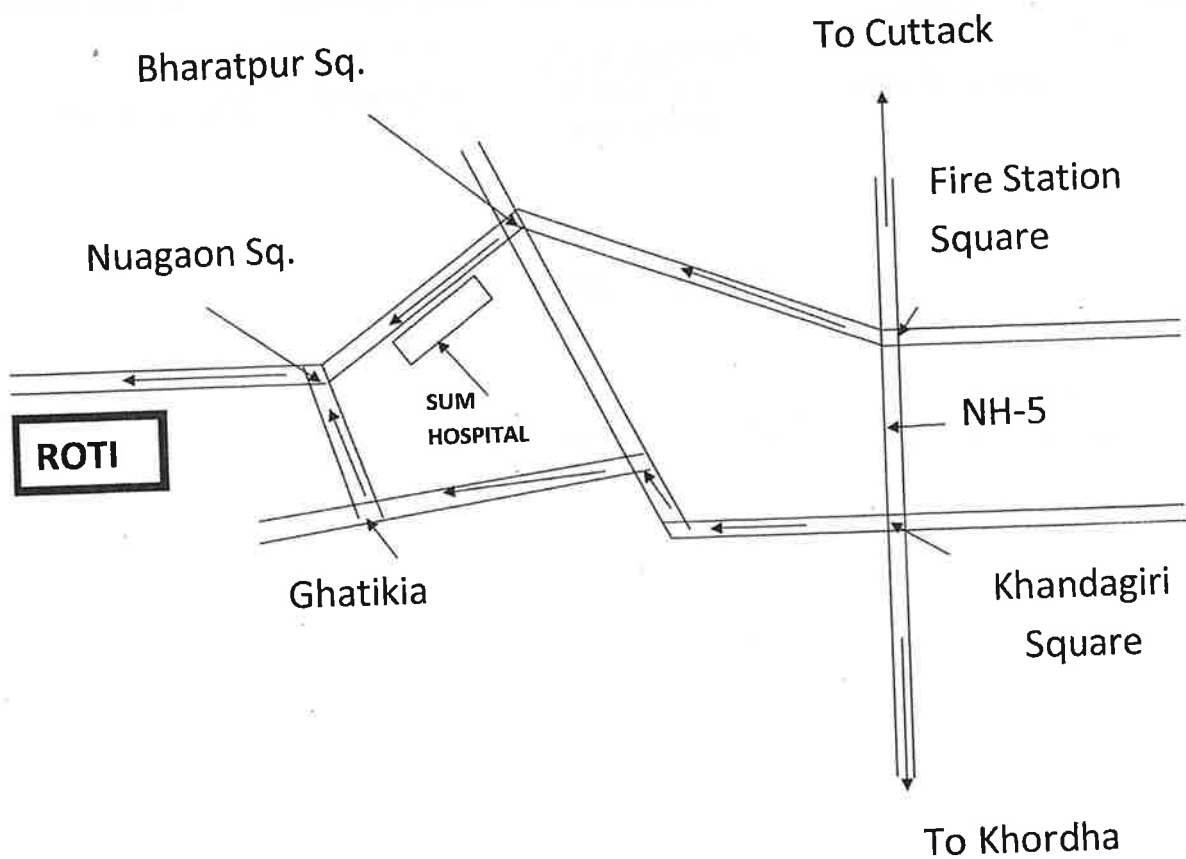 To Cuttack
Bharatpur Sq.
Fire Station
Square
Nuagaon Sq.
SUM
HOSPITAL
NH-5
ROTI
Ghatikia
Khandagiri
Square
To Khordha